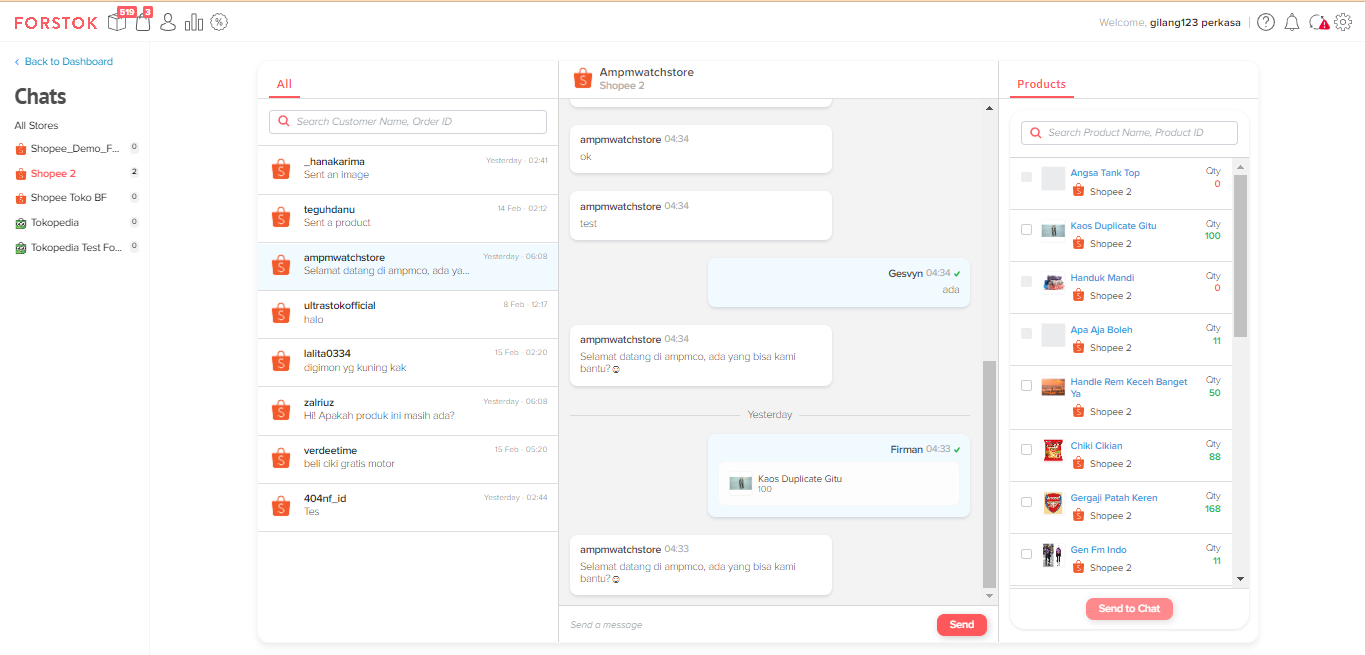 FORSTOK
519
3
%
Welcome, gilang123 perkasa
?
Back to Dashboard
Chats
All Stores
Shopee_Demo_F... 0
Shopee 2 2
Shopee Toko BF 0
Tokopedia 0
Tokopedia Test Fo... 0
All
Search Customer Name, Order ID
_hanakarima Yesterday - 02:41
Sent an image
teguhdanu 14 Feb - 02:12
Sent a product
ampmwatchstore Yesterday - 06:08
Selamat datang di ampmco, ada ya...
ultrastokofficial 8 Feb - 12:17
halo
lalita0334 15 Feb - 02:20
digimon yg kuning kak
zalriuz Yesterday - 06:08
Hi! Apakah produk ini masih ada?
verdeetime 15 Feb - 05:20
beli ciki gratis motor
404nf_id Yesterday - 02:44
Tes
Ampmwatchstore
Shopee 2
ampmwatchstore 04:34
ok
ampmwatchstore 04:34
test
Gesvyn 04:34
ada
ampmwatchstore 04:34
Selamat datang di ampmco, ada yang bisa kami
bantu?
Yesterday
Firman 04:33
Kaos Duplicate Gitu
100
ampmwatchstore 04:33
Selamat datang di ampmco, ada yang bisa kami
bantu?
Send a message
Send
Products
Search Product Name, Product ID
Angsa Tank Top Qty
Shopee 2 0
Kaos Duplicate Gitu Qty
Shopee 2 100
Handuk Mandi Qty
Shopee 2 0
Apa Aja Boleh Qty
Shopee 2 11
Handle Rem Keceh Banget Qty
Ya 50
Shopee 2
Chiki Cikian Qty
Shopee 2 88
Gergaji Patah Keren Qty
Shopee 2 168
Gen Fm Indo Qty
Shopee 2 11
Send to Chat